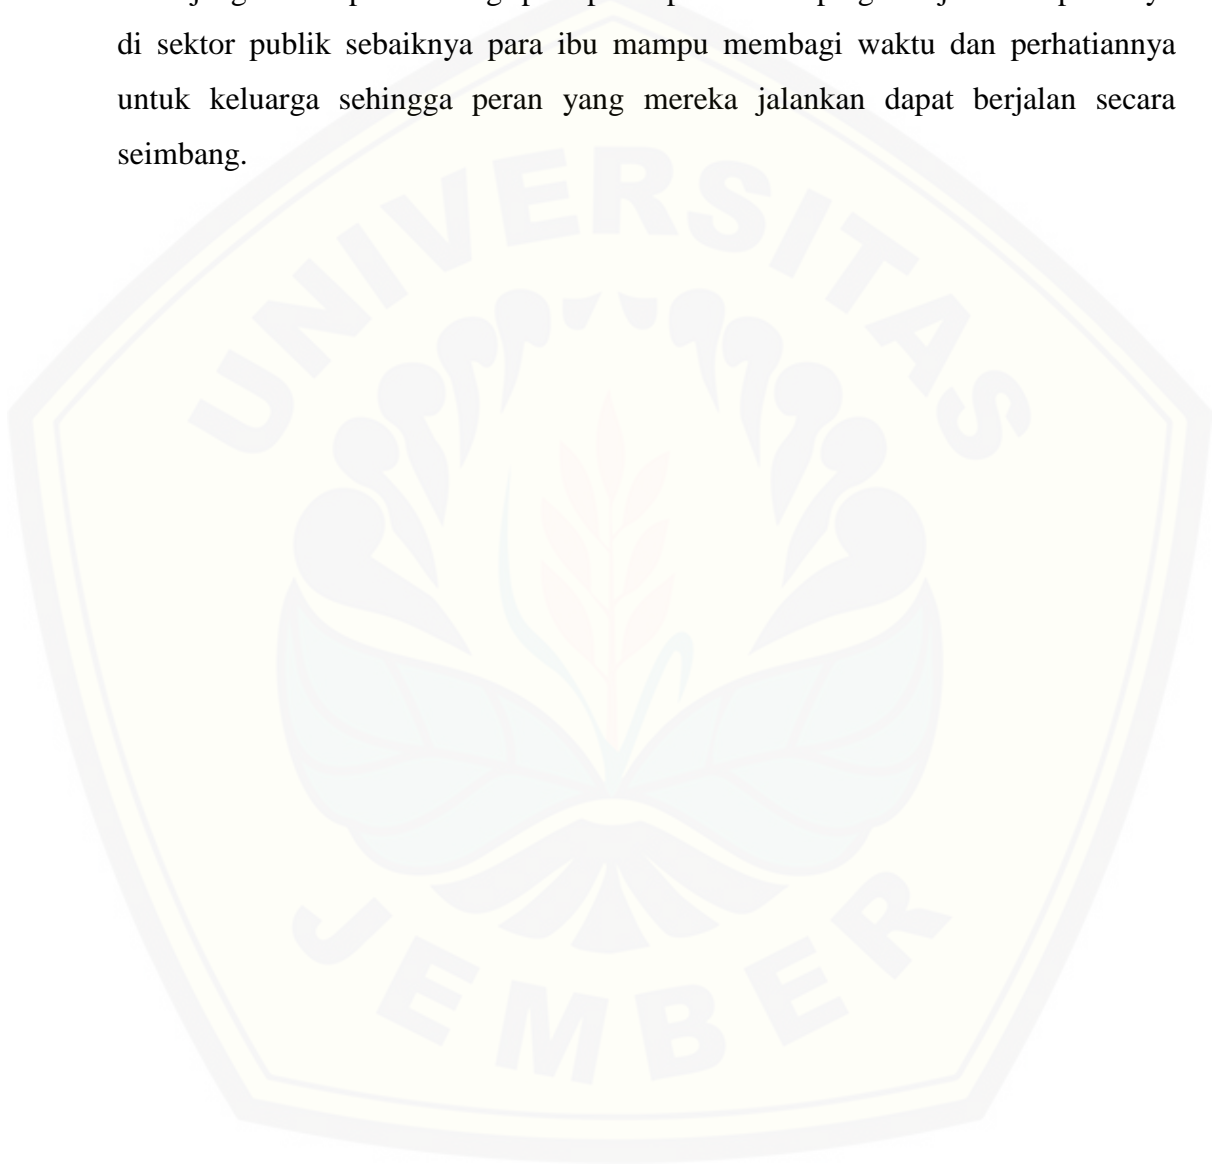 di sektor publik sebaiknya para ibu mampu membagi waktu dan perhatiannya
untuk keluarga sehingga peran yang mereka jalankan dapat berjalan secara
seimbang.
UNIVERSITAS
JEMBER